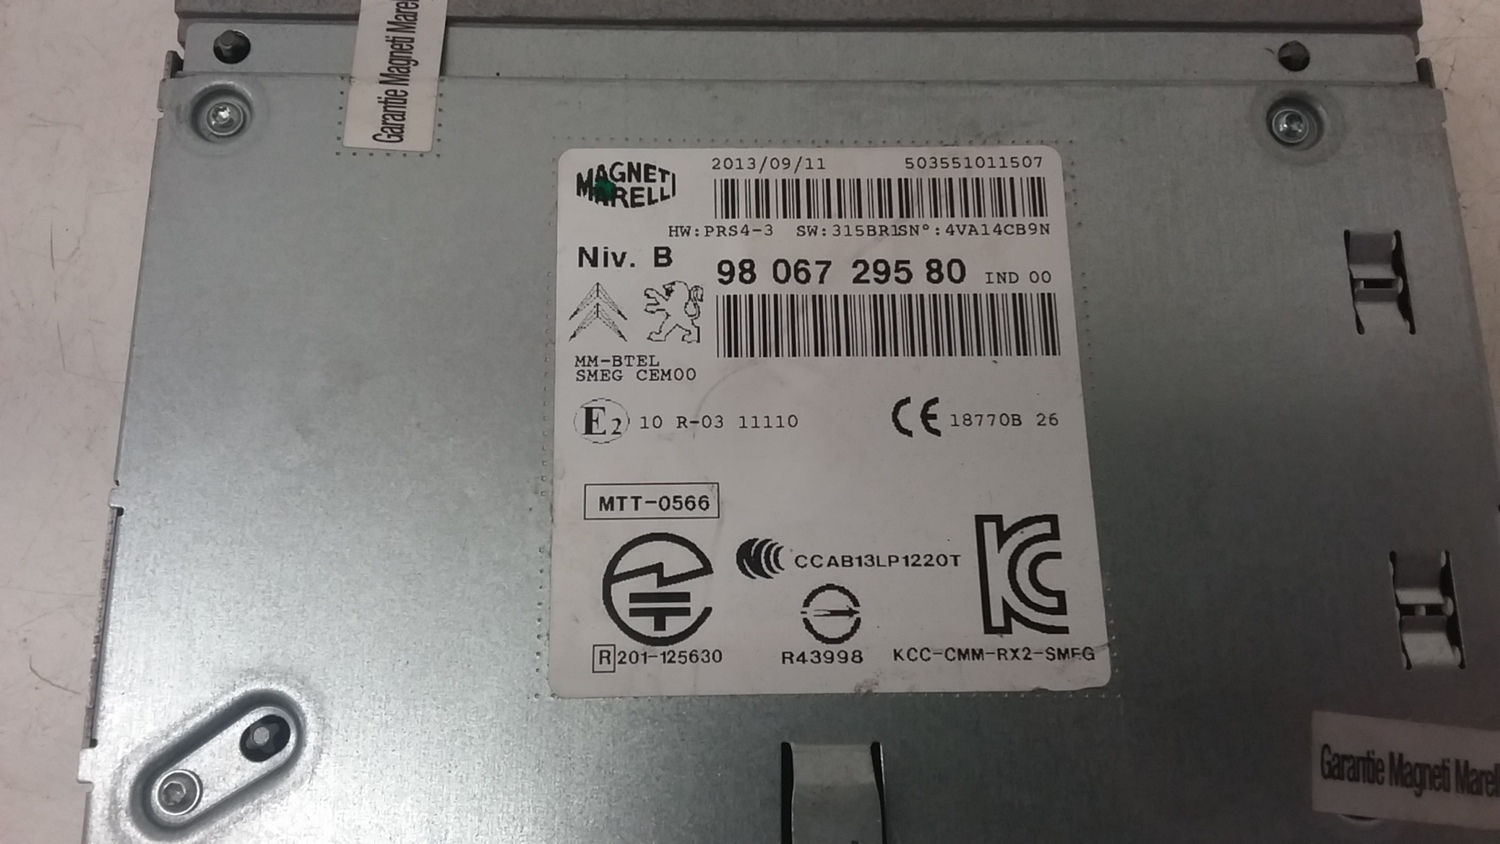 Garantie Magneti Marel
MAGNETI
MARELLI
2013/09/11 503551011507
HW:PRS4-3 SW:315BR1SN°:4VA14CB9N
Niv. B
98 067 295 80 IND 00
MM-BTEL
SMEG CEM00
E2 10 R-03 11110
CE 18770B 26
MTT-0566
CCAB13LP1220T
KC
R 201-125630
R43998
KCC-CMM-RX2-SMEG
Garantie Magneti Marel